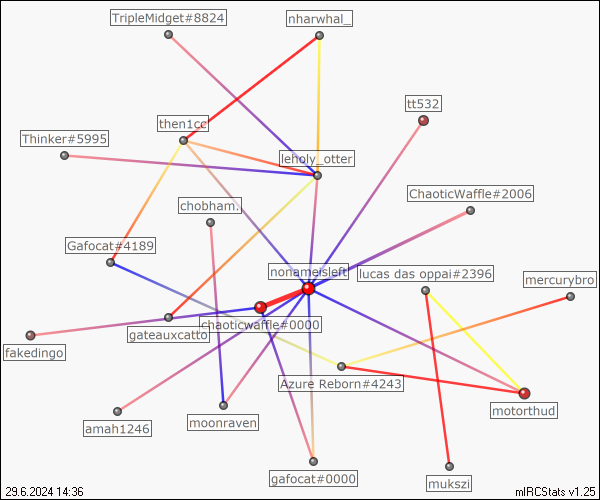 TripleMidget#8824
nharwhal_
tt532
then1cc
Thinker#5995
leholy_otter
ChaoticWaffle#2006
chobham.
Gafocat#4189
nonameisleft
lucas das oppai#2396
mercurybro
chaoticwaffle#0000
gateauxcatto
fakedingo
Azure Reborn#4243
motorthud
moonraven
amah1246
gafocat#0000
mukszi
29.6.2024 14:36
mIRCStats v1.25